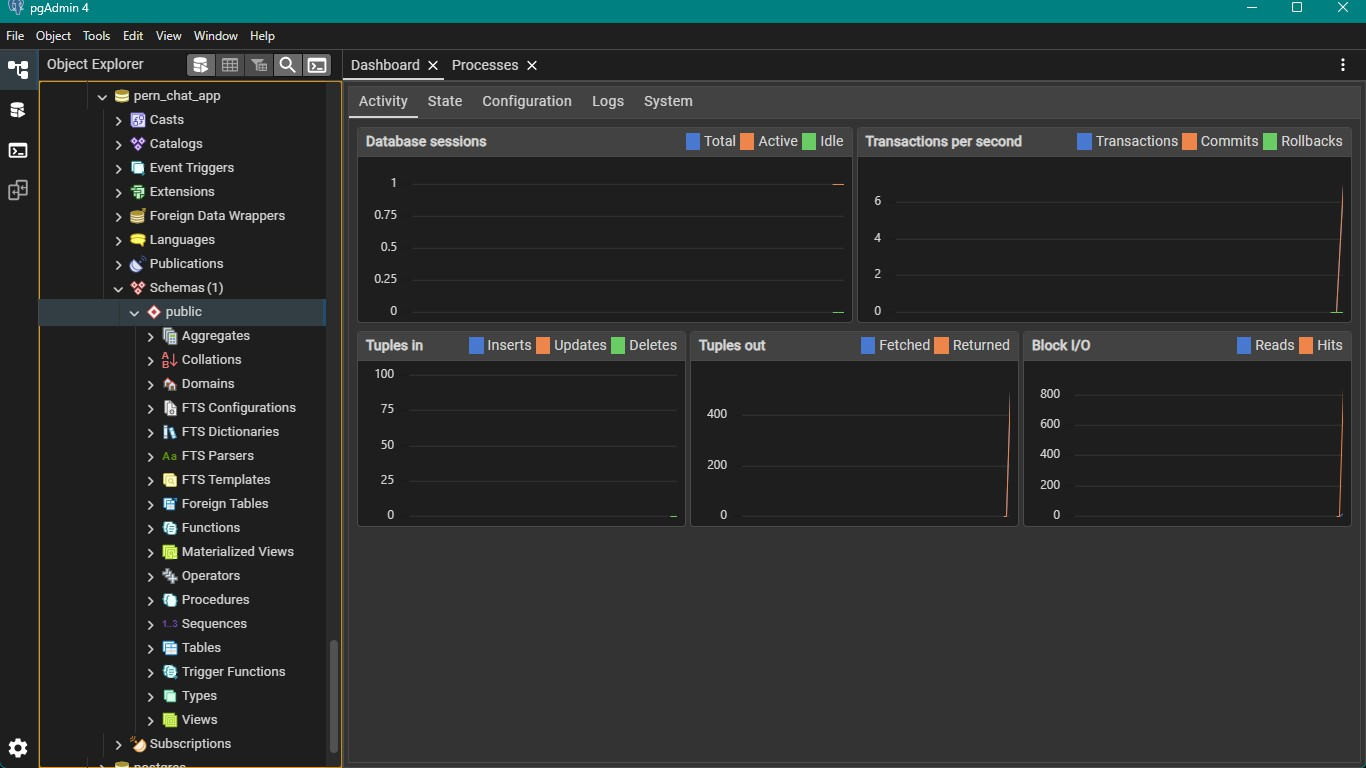 pgAdmin 4
File Object Tools Edit View Window Help
Object Explorer
pern_chat_app
Casts
Catalogs
Event Triggers
Extensions
Foreign Data Wrappers
Languages
Publications
Schemas (1)
public
Aggregates
Collations
Domains
FTS Configurations
FTS Dictionaries
Aa FTS Parsers
FTS Templates
Foreign Tables
Functions
Materialized Views
Operators
Procedures
1..3 Sequences
Tables
Trigger Functions
Types
Views
Subscriptions
postgres
Dashboard Processes
Activity State Configuration Logs System
Database sessions Total Active Idle
1
0.75
0.5
0.25
0
Transactions per second Transactions Commits Rollbacks
6
4
2
0
Tuples in Inserts Updates Deletes
100
75
50
25
0
Tuples out Fetched Returned
400
200
0
Block I/O Reads Hits
800
600
400
200
0